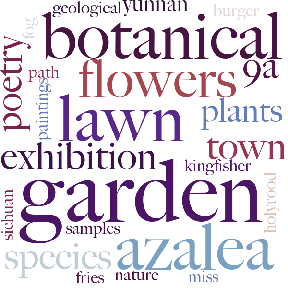 geological
yunnan
burger
fog
botanical
poetry
path
flowers
9a
paintings
lawn
plants
town
exhibition
kingfisher
garden
sichuan
samples
holyrood
species
azalea
fries
nature
miss